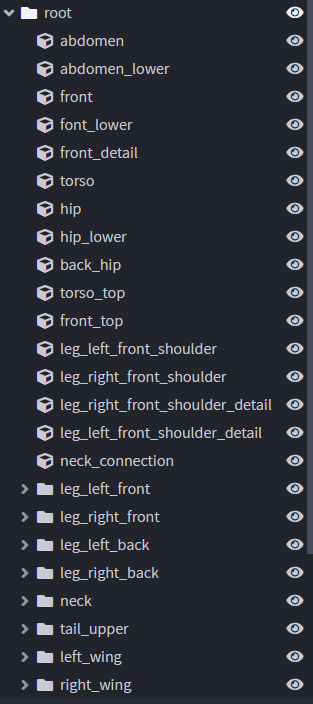 root
abdomen
abdomen_lower
front
font_lower
front_detail
torso
hip
hip_lower
back_hip
torso_top
front_top
leg_left_front_shoulder
leg_right_front_shoulder
leg_right_front_shoulder_detail
leg_left_front_shoulder_detail
neck_connection
leg_left_front
leg_right_front
leg_left_back
leg_right_back
neck
tail_upper
left_wing
right_wing